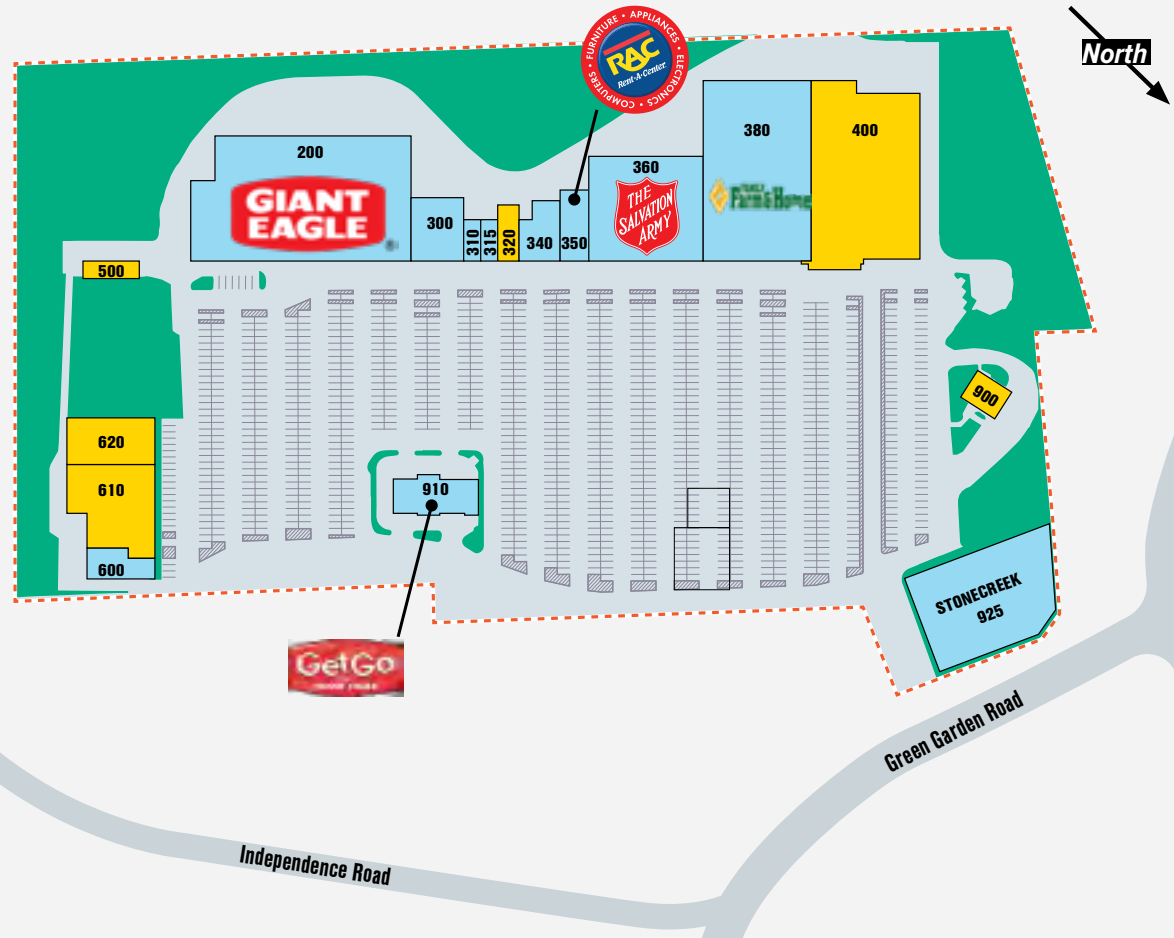 North
FURNITURE • APPLIANCES • ELECTRONICS • COMPUTERS •
RAC
Rent-A-Center
200
GIANT
EAGLE
®
300
310
315
320
340
350
360
THE
SALVATION
ARMY
380
Farm & Home
400
500
900
620
610
600
910
GetGo
STONECREEK
925
Green Garden Road
Independence Road